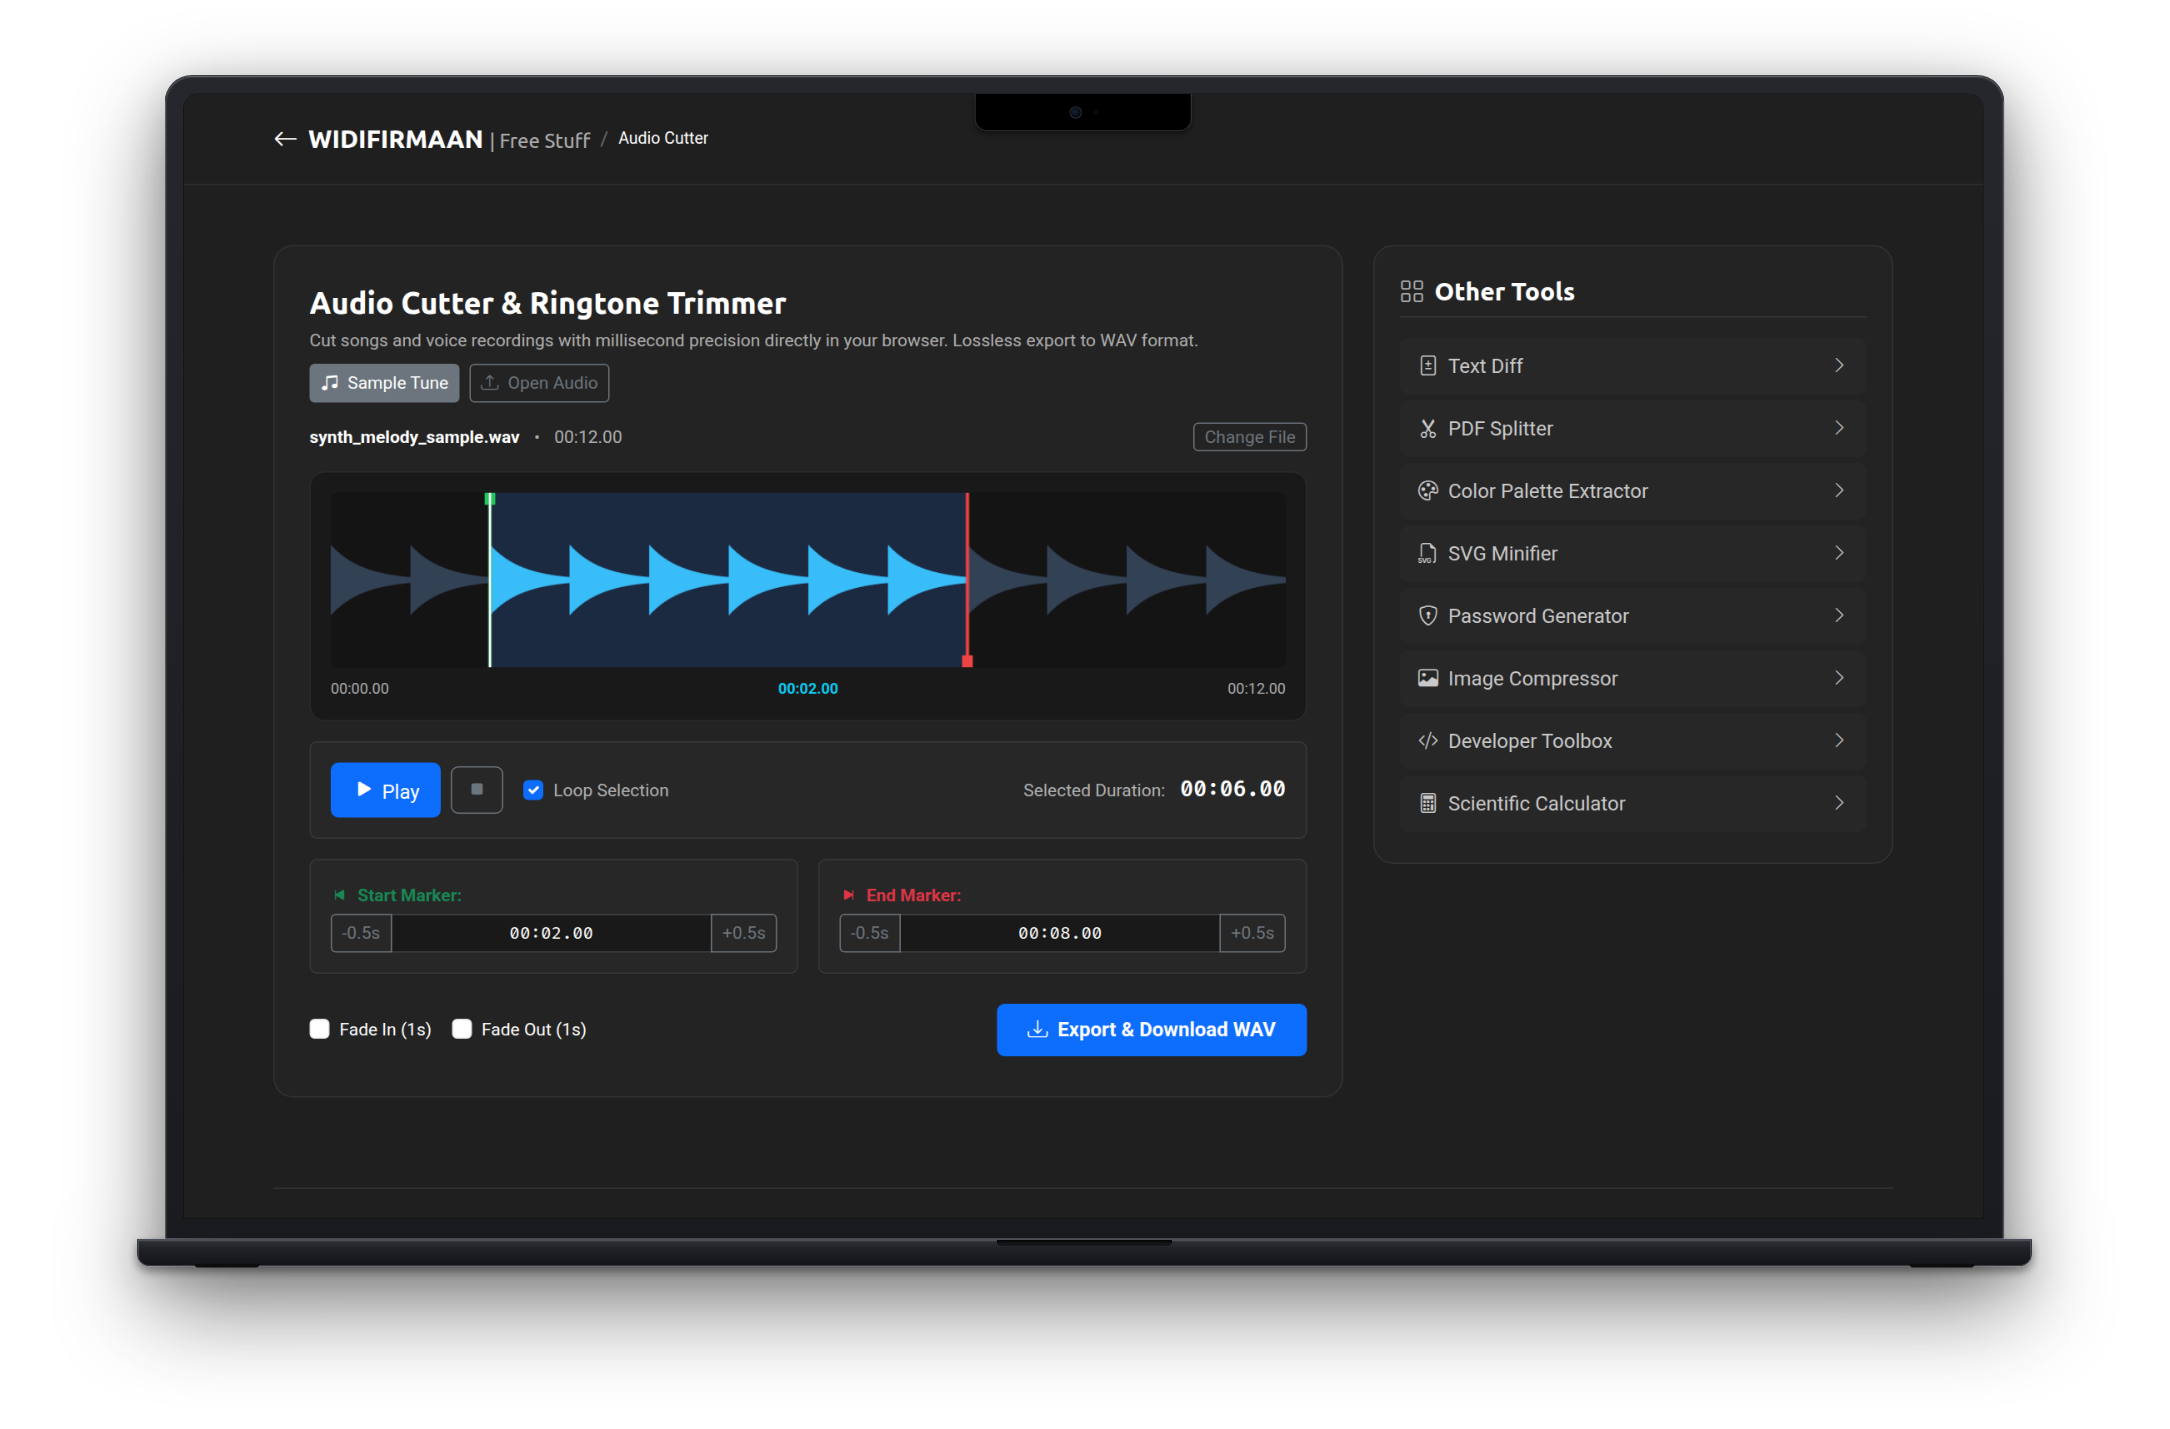 WIDIFIRMAAN | Free Stuff / Audio Cutter
Audio Cutter & Ringtone Trimmer
Cut songs and voice recordings with millisecond precision directly in your browser. Lossless export to WAV format.
Sample Tune
Open Audio
synth_melody_sample.wav • 00:12.00
Change File
00:00.00
00:02.00
00:12.00
Play
Loop Selection
Selected Duration: 00:06.00
Start Marker:
-0.5s
00:02.00
+0.5s
End Marker:
-0.5s
00:08.00
+0.5s
Fade In (1s)
Fade Out (1s)
Export & Download WAV
Other Tools
Text Diff
PDF Splitter
Color Palette Extractor
SVG Minifier
Password Generator
Image Compressor
Developer Toolbox
Scientific Calculator